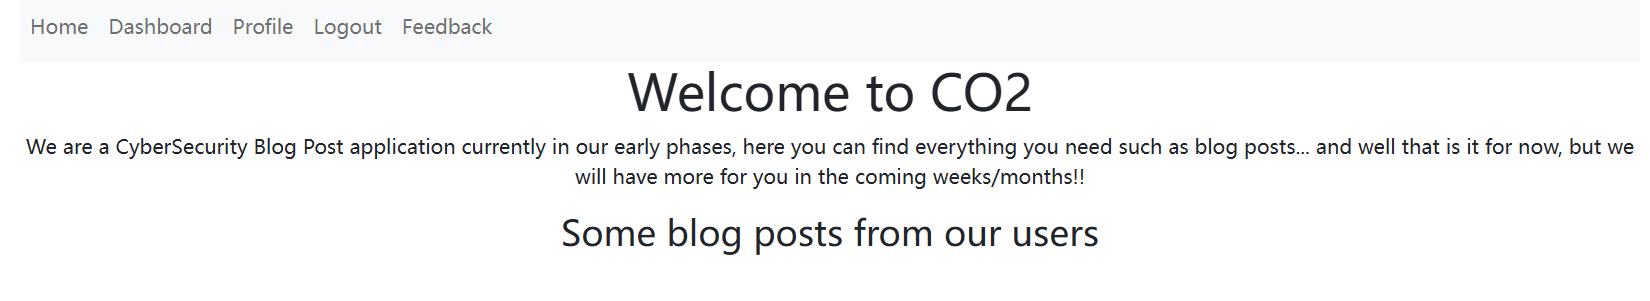 Home Dashboard Profile Logout Feedback
Welcome to CO2
We are a CyberSecurity Blog Post application currently in our early phases, here you can find everything you need such as blog posts... and well that is it for now, but we
will have more for you in the coming weeks/months!!
Some blog posts from our users